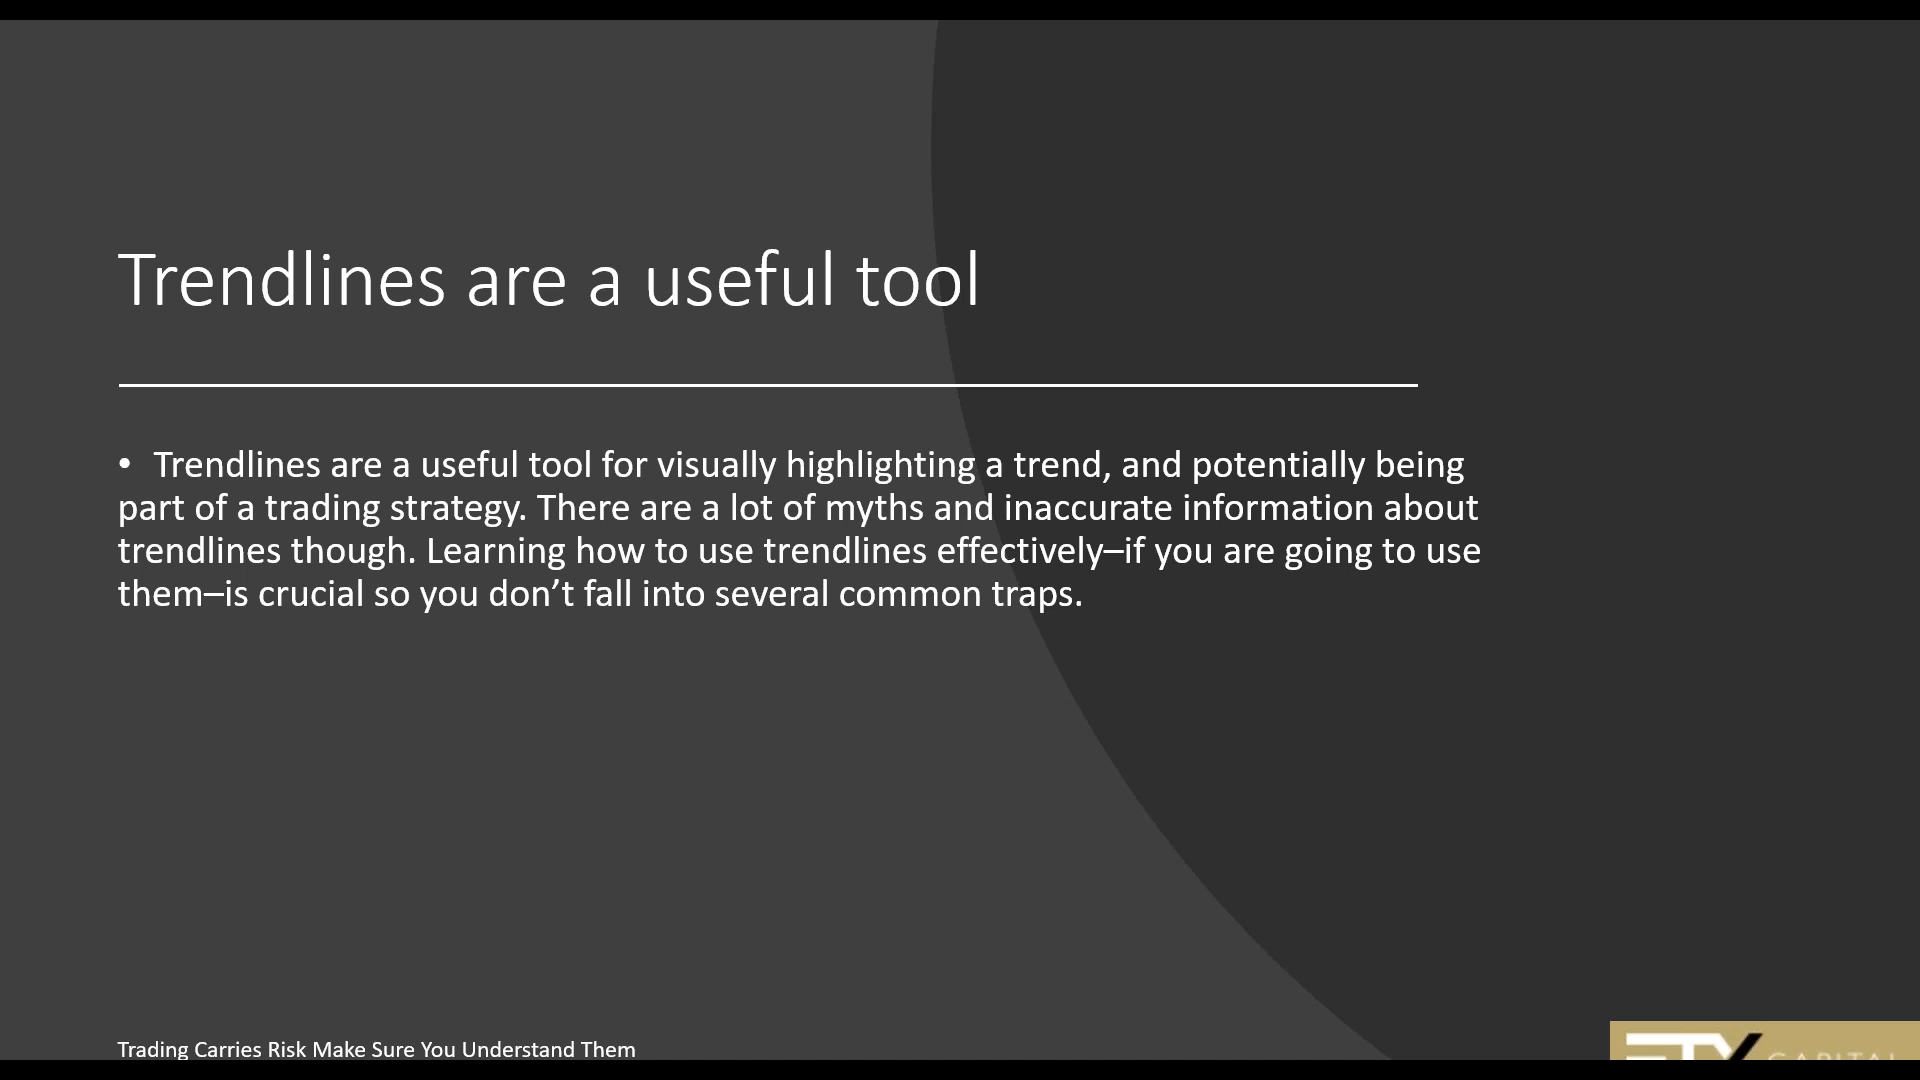 Trendlines are a useful tool
• Trendlines are a useful tool for visually highlighting a trend, and potentially being
part of a trading strategy. There are a lot of myths and inaccurate information about
trendlines though. Learning how to use trendlines effectively–if you are going to use
them–is crucial so you don’t fall into several common traps.
Trading Carries Risk Make Sure You Understand Them
ETX CAPITAL